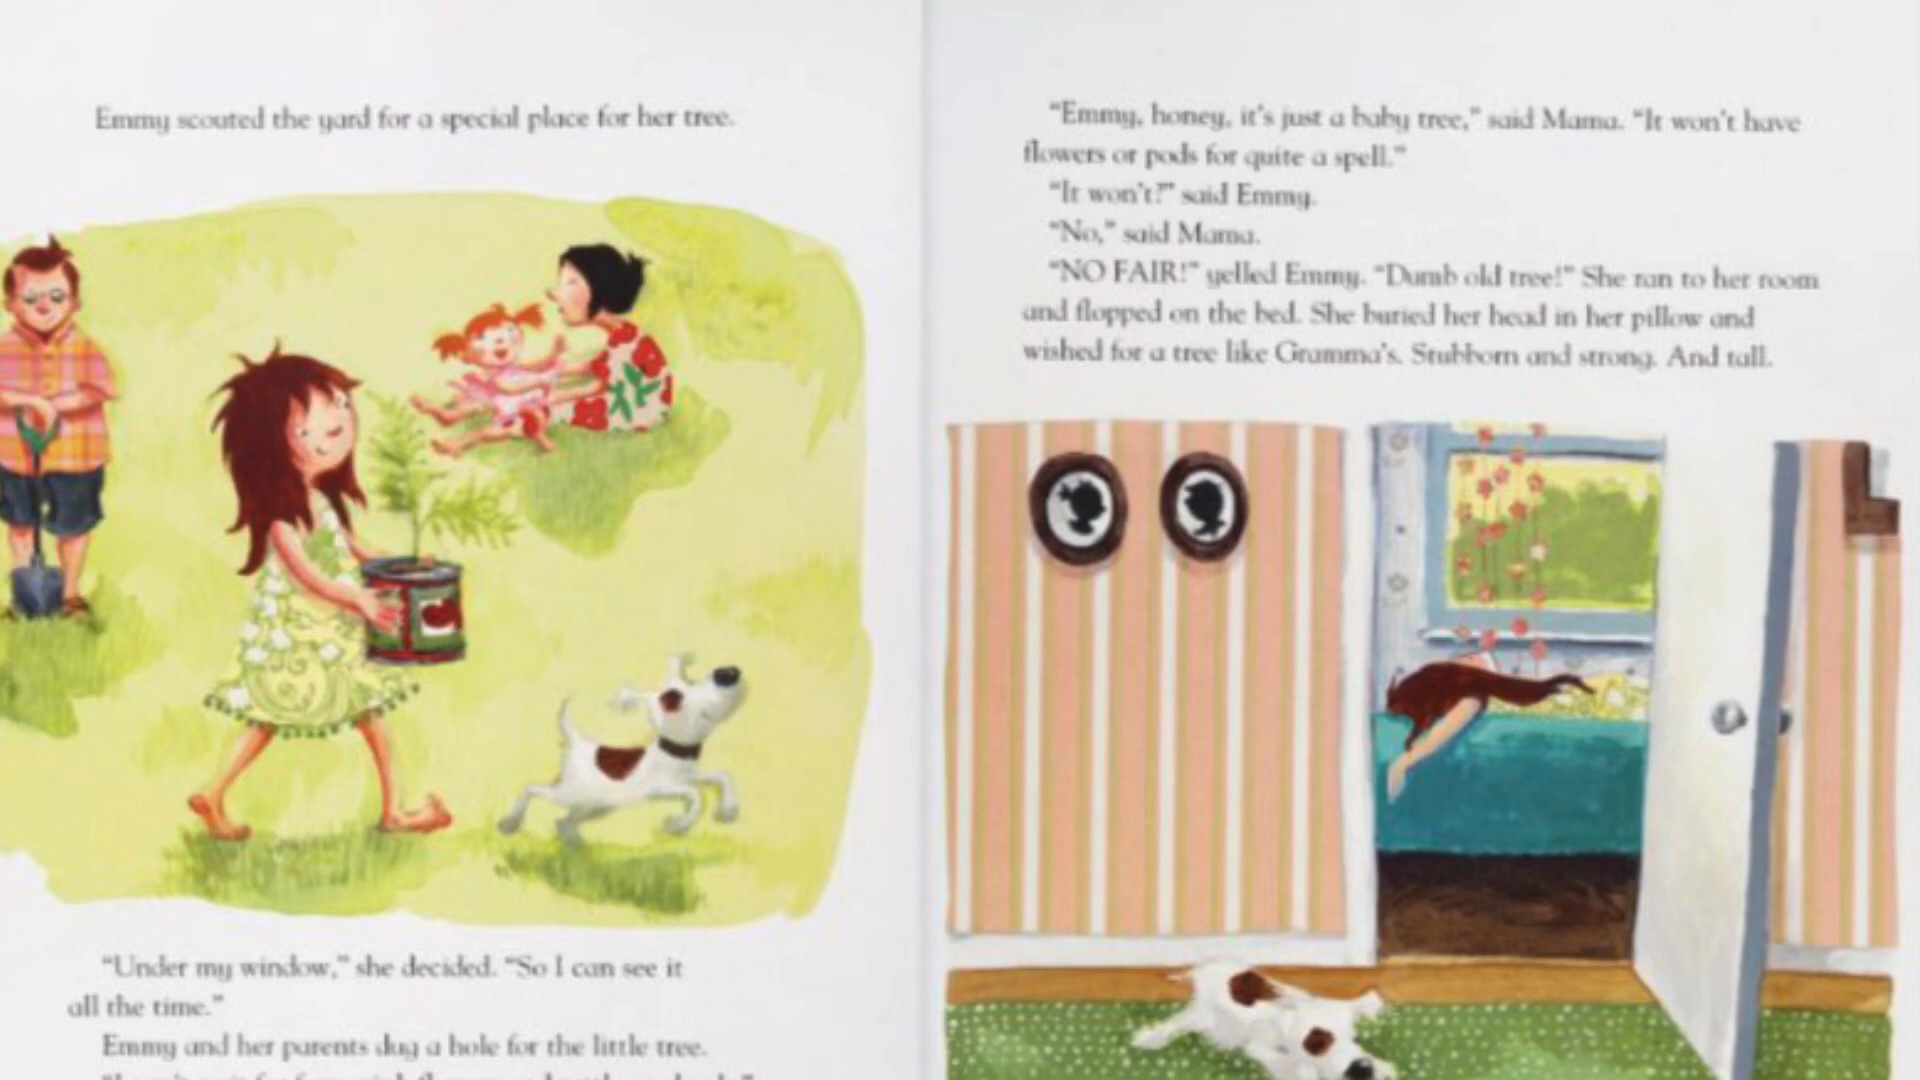 Emmy scouted the yard for a special place for her tree.
“Under my window,” she decided. “So I can see it
all the time.”
Emmy and her parents dug a hole for the little tree.
“Emmy, honey, it’s just a baby tree,” said Mama. “It won’t have
flowers or pods for quite a spell.”
“It won’t?” said Emmy.
“No,” said Mama.
“NO FAIR!” yelled Emmy. “Dumb old tree!” She ran to her room
and flopped on the bed. She buried her head in her pillow and
wished for a tree like Gramma’s. Stubborn and strong. And tall.